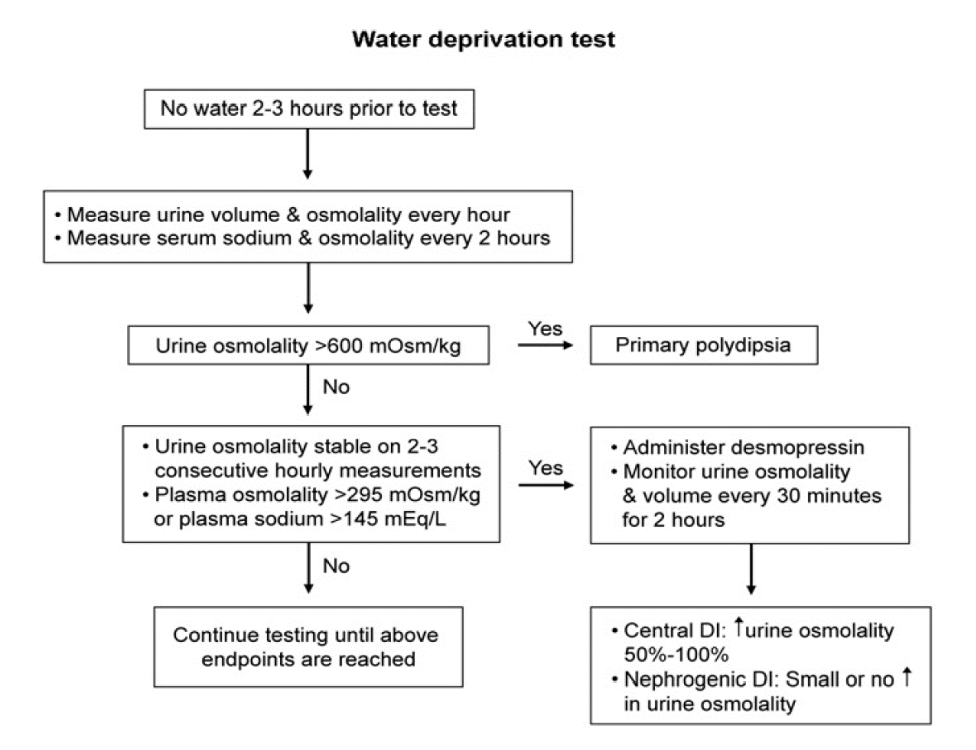 Water deprivation test
No water 2-3 hours prior to test
• Measure urine volume & osmolality every hour
• Measure serum sodium & osmolality every 2 hours
Urine osmolality >600 mOsm/kg
Yes
Primary polydipsia
No
• Urine osmolality stable on 2-3
consecutive hourly measurements
• Plasma osmolality >295 mOsm/kg
or plasma sodium >145 mEq/L
Yes
• Administer desmopressin
• Monitor urine osmolality
& volume every 30 minutes
for 2 hours
No
Continue testing until above
endpoints are reached
• Central DI: ↑urine osmolality
50%-100%
• Nephrogenic DI: Small or no ↑
in urine osmolality